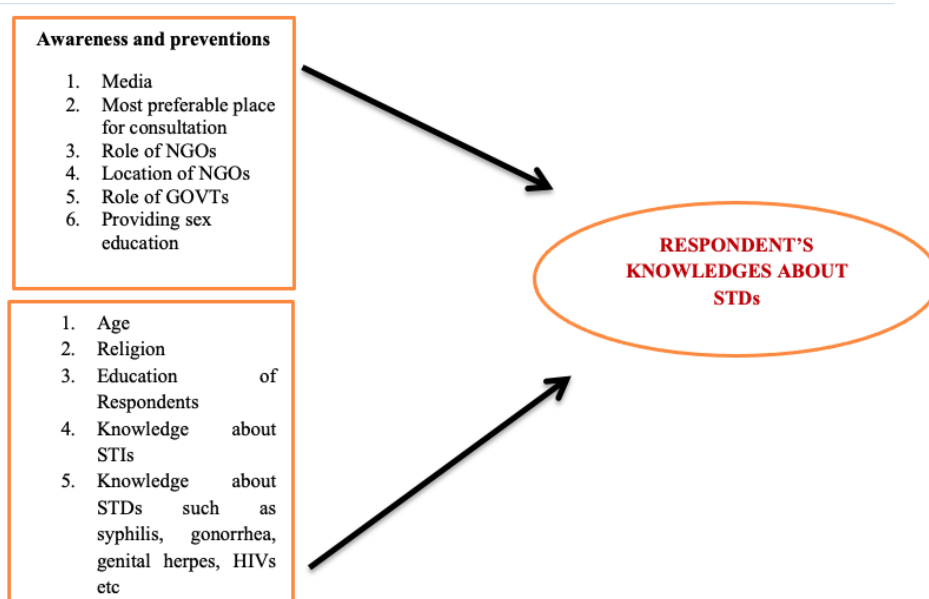 Awareness and preventions
1. Media
2. Most preferable place
for consultation
3. Role of NGOs
4. Location of NGOs
5. Role of GOVTs
6. Providing sex
education
1. Age
2. Religion
3. Education of
Respondents
4. Knowledge about
STIs
5. Knowledge about
STDs such as
syphilis, gonorrhea,
genital herpes, HIVs
etc
RESPONDENT’S
KNOWLEDGES ABOUT
STDs